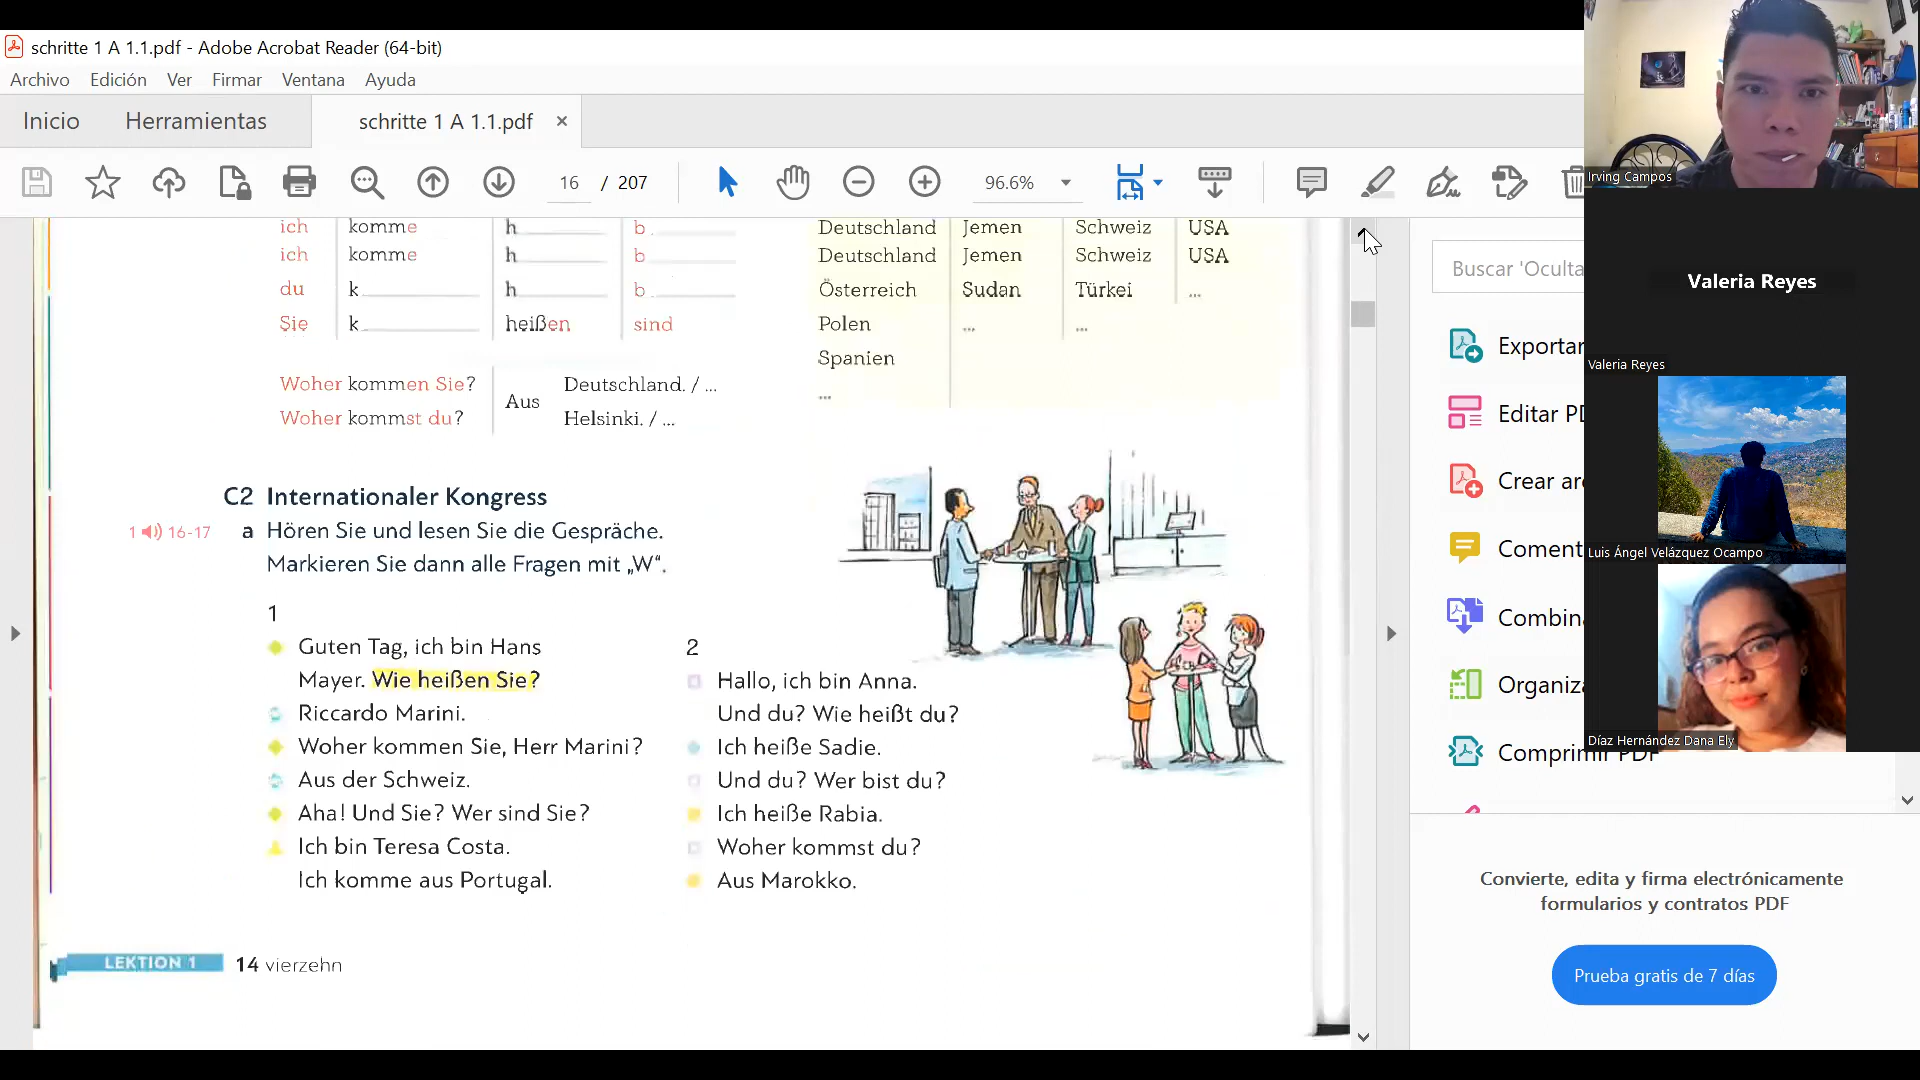 schritte 1 A 1.1.pdf - Adobe Acrobat Reader (64-bit)
Archivo Edición Ver Firmar Ventana Ayuda
Inicio Herramientas schritte 1 A 1.1.pdf ×
16 / 207 96.6%
ich komme h b
ich komme h b
du k h b
Sie k heißen sind
Woher kommen Sie? Aus Deutschland. / ...
Woher kommst du? Helsinki. / ...
Deutschland Jemen Schweiz USA
Deutschland Jemen Schweiz USA
Österreich Sudan Türkei ...
Polen ... ...
Spanien
...
C2 Internationaler Kongress
1 16-17 a Hören Sie und lesen Sie die Gespräche.
Markieren Sie dann alle Fragen mit „W“.
1
Guten Tag, ich bin Hans
Mayer. Wie heißen Sie?
Riccardo Marini.
Woher kommen Sie, Herr Marini?
Aus der Schweiz.
Aha! Und Sie? Wer sind Sie?
Ich bin Teresa Costa.
Ich komme aus Portugal.
2
Hallo, ich bin Anna.
Und du? Wie heißt du?
Ich heiße Sadie.
Und du? Wer bist du?
Ich heiße Rabia.
Woher kommst du?
Aus Marokko.
LEKTION 1 14 vierzehn
Buscar 'Oculta
Exportar
Editar PD
Crear arc
Coment
Combina
Organiza
Comprimir PDF
Convierte, edita y firma electrónicamente
formularios y contratos PDF
Prueba gratis de 7 días
Irving Campos
Valeria Reyes
Valeria Reyes
Luis Ángel Velázquez Ocampo
Díaz Hernández Dana Ely